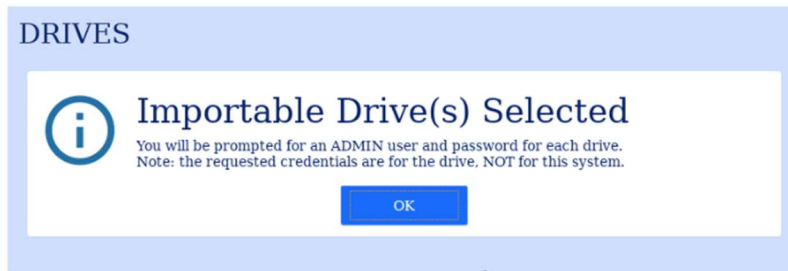 DRIVES
Importable Drive(s) Selected
You will be prompted for an ADMIN user and password for each drive.
Note: the requested credentials are for the drive, NOT for this system.
OK